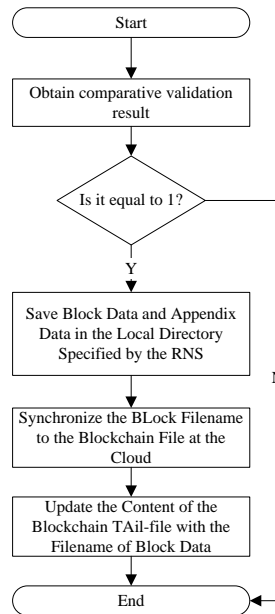 Start
Obtain comparative validation
result
Is it equal to 1?
Y
Save Block Data and Appendix
Data in the Local Directory
Specified by the RNS
Synchronize the BLock Filename
to the Blockchain File at the
Cloud
Update the Content of the
Blockchain TAil-file with the
Filename of Block Data
End